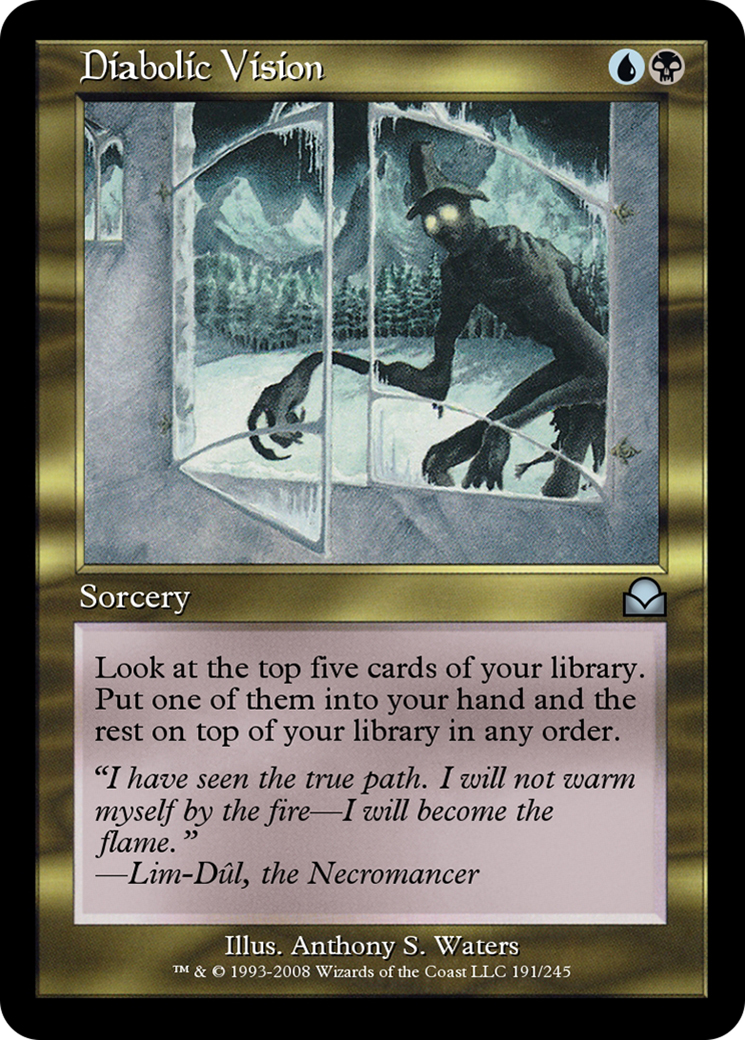 Diabolic Vision
Sorcery
Look at the top five cards of your library.
Put one of them into your hand and the
rest on top of your library in any order.
“I have seen the true path. I will not warm
myself by the fire—I will become the
flame.”
—Lim-Dûl, the Necromancer
Illus. Anthony S. Waters
™ & © 1993-2008 Wizards of the Coast LLC 191/245